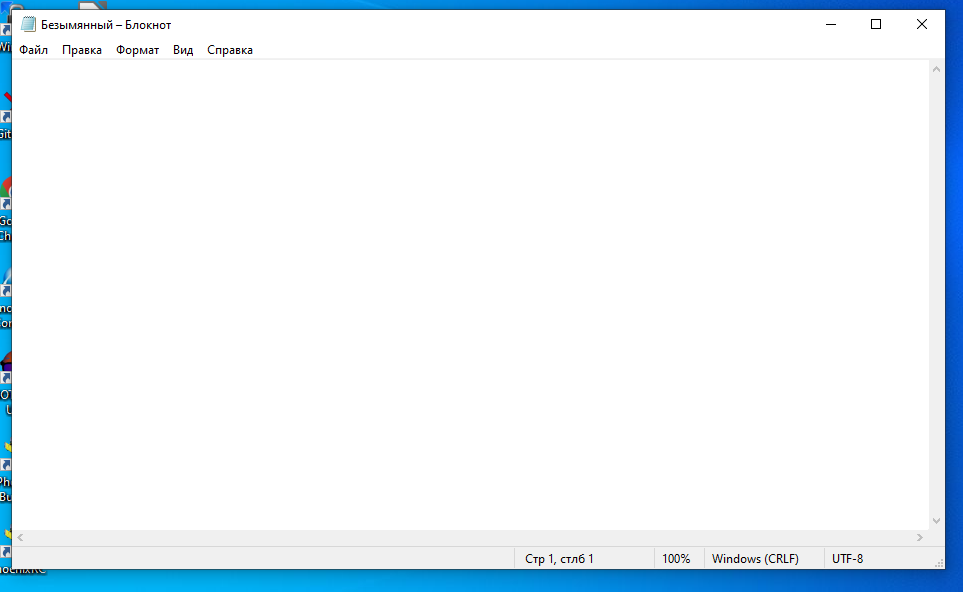 Безымянный – Блокнот
Файл Правка Формат Вид Справка
Стр 1, стлб 1 100% Windows (CRLF) UTF-8